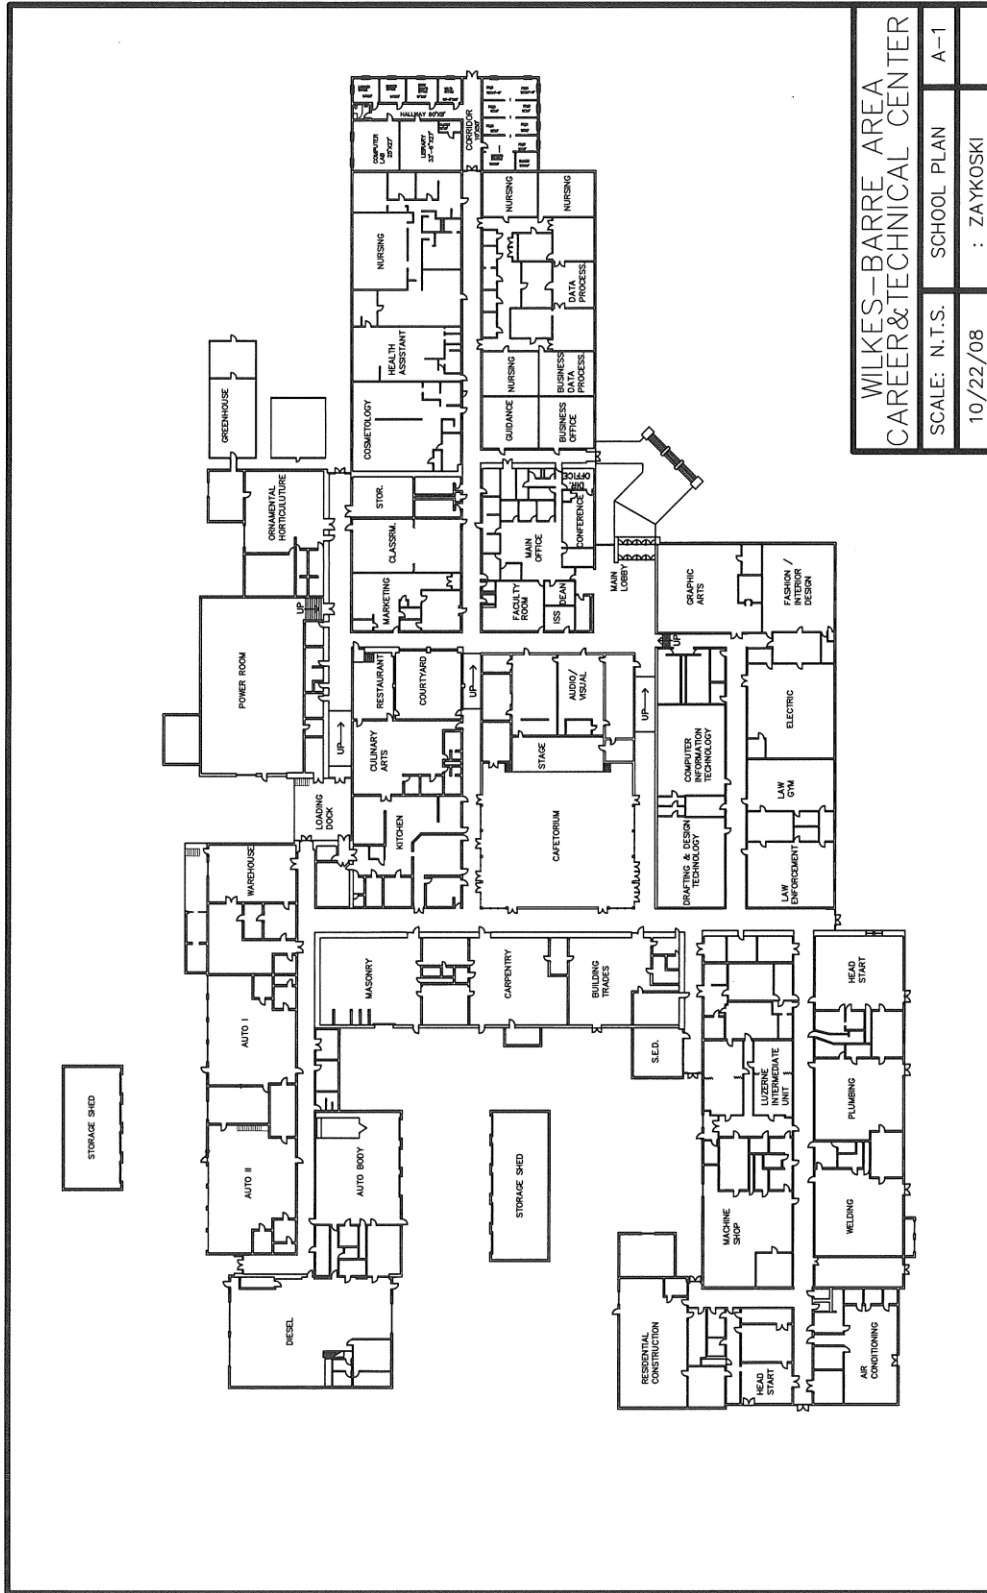 WILKES-BARRE AREA
CAREER&TECHNICAL CENTER
SCALE: N.T.S.
SCHOOL PLAN
A-1
10/22/08
: ZAYKOSKI
STORAGE SHED
DIESEL
AUTO II
AUTO I
WAREHOUSE
AUTO BODY
LOADING
DOCK
POWER ROOM
UP
UP
ORNAMENTAL
HORTICULUTURE
GREENHOUSE
KITCHEN
CULINARY
ARTS
RESTAURANT
COURTYARD
MARKETING
CLASSRM.
STOR.
COSMETOLOGY
HEALTH
ASSISTANT
NURSING
COMPUTER
LAB
LIBRARY
HALLWAY
CORRIDOR
MASONRY
CARPENTRY
BUILDING
TRADES
S.E.D.
STORAGE SHED
CAFETORIUM
STAGE
AUDIO/
VISUAL
UP
UP
FACULTY
ROOM
ISS
DEAN
MAIN
OFFICE
CONFERENCE
DIR.
OFFICE
GUIDANCE
NURSING
BUSINESS
OFFICE
BUSINESS
DATA
PROCESS.
DATA
PROCESS.
NURSING
NURSING
MAIN
LOBBY
RESIDENTIAL
CONSTRUCTION
HEAD
START
MACHINE
SHOP
LUZERNE
INTERMEDIATE
UNIT
DRAFTING & DESIGN
TECHNOLOGY
COMPUTER
INFORMATION
TECHNOLOGY
UP
GRAPHIC
ARTS
FASHION /
INTERIOR
DESIGN
LAW
ENFORCEMENT
LAW
GYM
ELECTRIC
AIR
CONDITIONING
WELDING
PLUMBING
HEAD
START